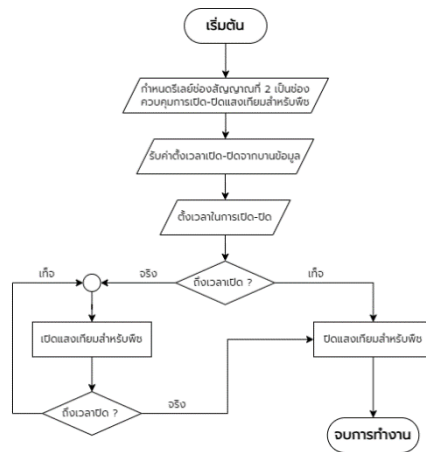 เริ่มต้น
กำหนดรีเลย์ช่องสัญญาณที่ 2 เป็นช่อง
ควบคุมการเปิด-ปิดแสงเทียมสำหรับพืช
รับค่าตั้งเวลาเปิด-ปิดจากบานข้อมูล
ตั้งเวลาในการเปิด-ปิด
เท็จ
จริง
ถึงเวลาเปิด ?
เท็จ
เปิดแสงเทียมสำหรับพืช
ปิดแสงเทียมสำหรับพืช
ถึงเวลาปิด ?
จริง
จบการทำงาน